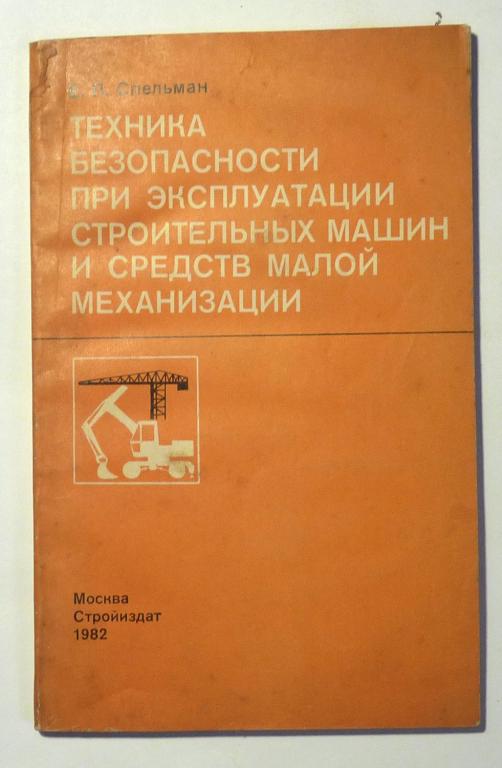 Спельман
ТЕХНИКА
БЕЗОПАСНОСТИ
ПРИ ЭКСПЛУАТАЦИИ
СТРОИТЕЛЬНЫХ МАШИН
И СРЕДСТВ МАЛОЙ
МЕХАНИЗАЦИИ
Москва
Стройиздат
1982